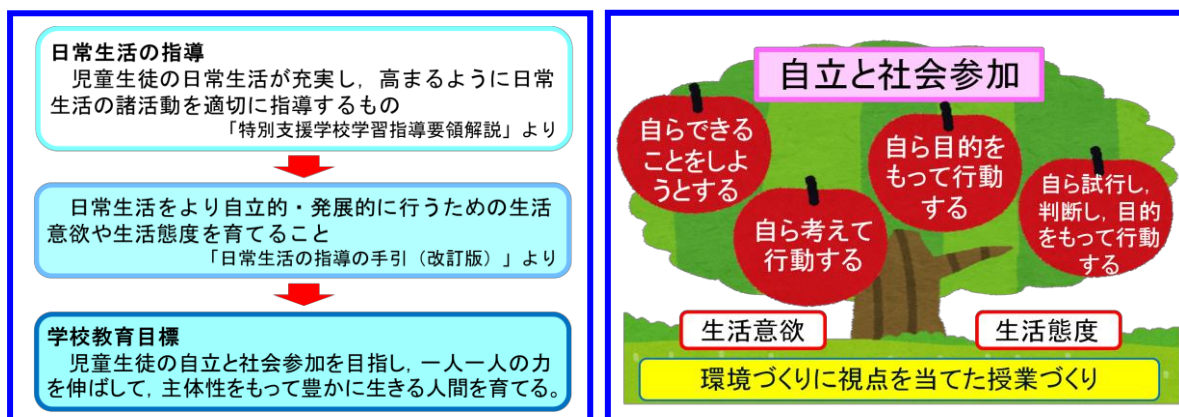 日常生活の指導
児童生徒の日常生活が充実し，高まるように日常
生活の諸活動を適切に指導するもの
「特別支援学校学習指導要領解説」より
日常生活をより自立的・発展的に行うための生活
意欲や生活態度を育てること
「日常生活の指導の手引（改訂版）」より
学校教育目標
児童生徒の自立と社会参加を目指し，一人一人の力
を伸ばして，主体性をもって豊かに生きる人間を育てる。
自立と社会参加
自らできる
ことをしよ
うとする
自ら考えて
行動する
自ら目的を
もって行動
する
自ら試行し，
判断し，目的
をもって行動
する
生活意欲
生活態度
環境づくりに視点を当てた授業づくり